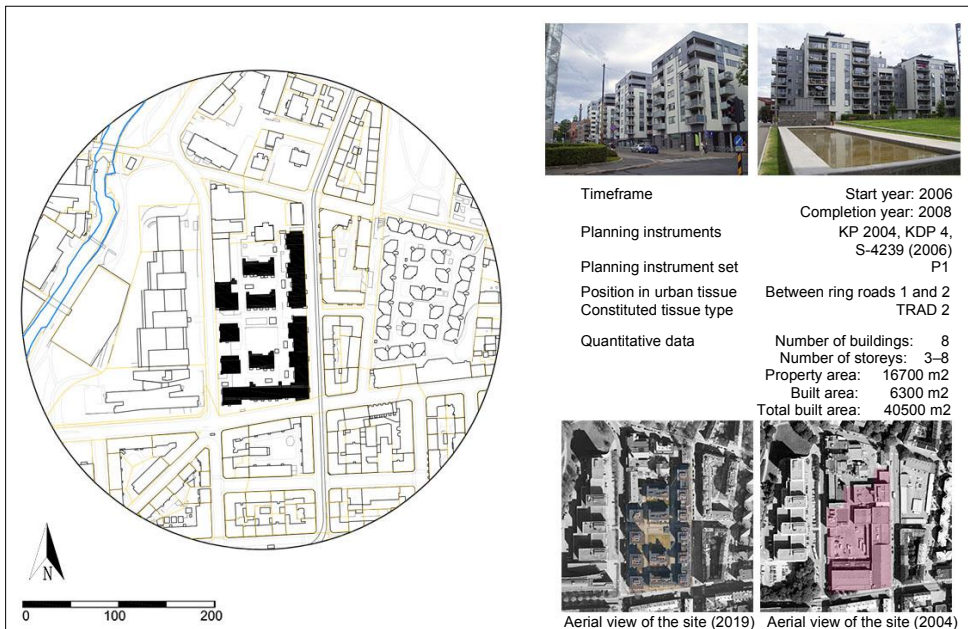 Timeframe Start year: 2006
Completion year: 2008
Planning instruments KP 2004, KDP 4,
S-4239 (2006)
Planning instrument set P1
Position in urban tissue Between ring roads 1 and 2
Constituted tissue type TRAD 2
Quantitative data Number of buildings: 8
Number of storeys: 3–8
Property area: 16700 m2
Built area: 6300 m2
Total built area: 40500 m2
N
0 100 200
Aerial view of the site (2019) Aerial view of the site (2004)